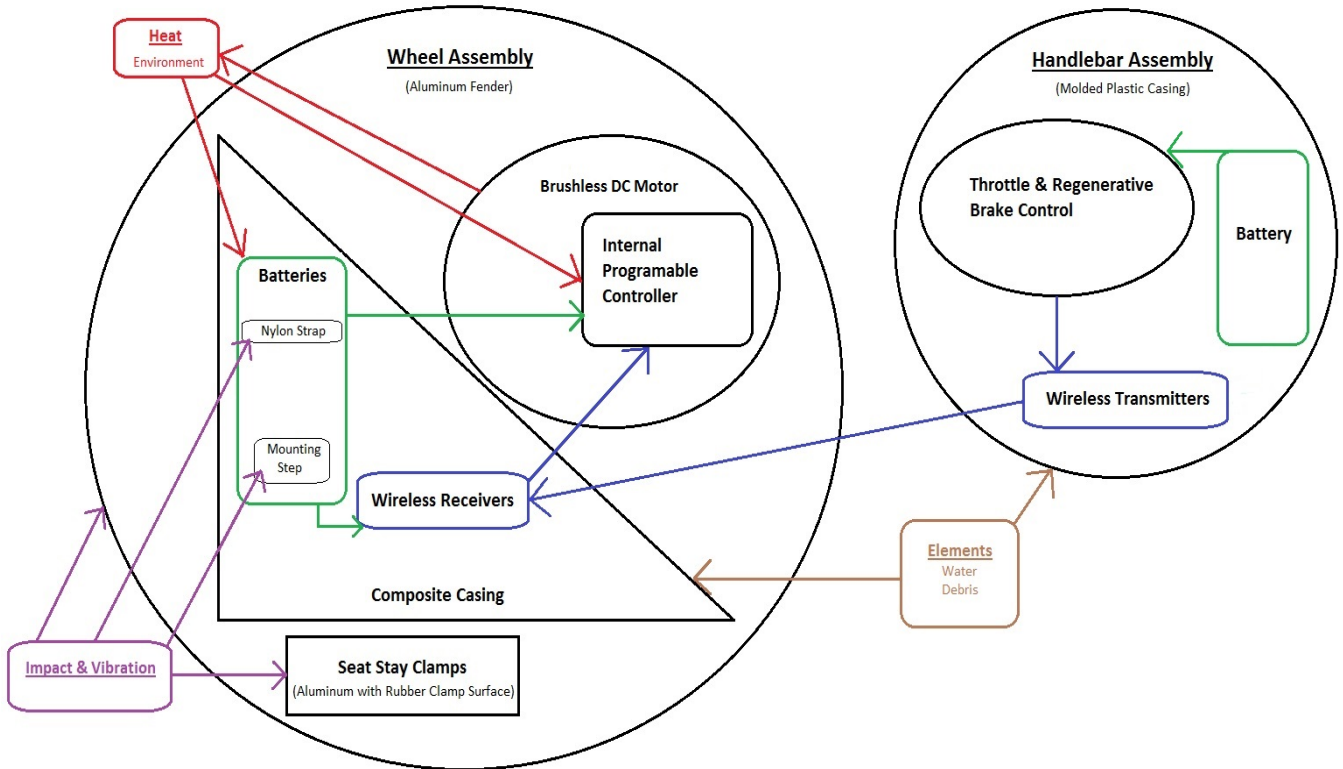 Heat
Environment
Wheel Assembly
(Aluminum Fender)
Handlebar Assembly
(Molded Plastic Casing)
Brushless DC Motor
Internal
Programable
Controller
Throttle & Regenerative
Brake Control
Battery
Batteries
Nylon Strap
Mounting
Step
Wireless Receivers
Wireless Transmitters
Composite Casing
Elements
Water
Debris
Impact & Vibration
Seat Stay Clamps
(Aluminum with Rubber Clamp Surface)